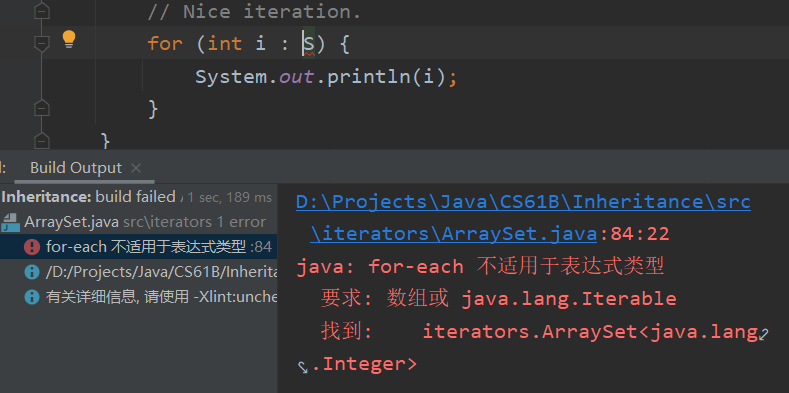 // Nice iteration.
for (int i : S) {
System.out.println(i);
}
}
: Build Output ×
Inheritance: build failed 1 sec, 189 ms
ArraySet.java src\iterators 1 error
for-each 不适用于表达式类型 :84
/D:/Projects/Java/CS61B/Inherita
有关详细信息, 请使用 -Xlint:unche
D:\Projects\Java\CS61B\Inheritance\src
\iterators\ArraySet.java:84:22
java: for-each 不适用于表达式类型
要求: 数组或 java.lang.Iterable
找到: iterators.ArraySet<java.lang
.Integer>